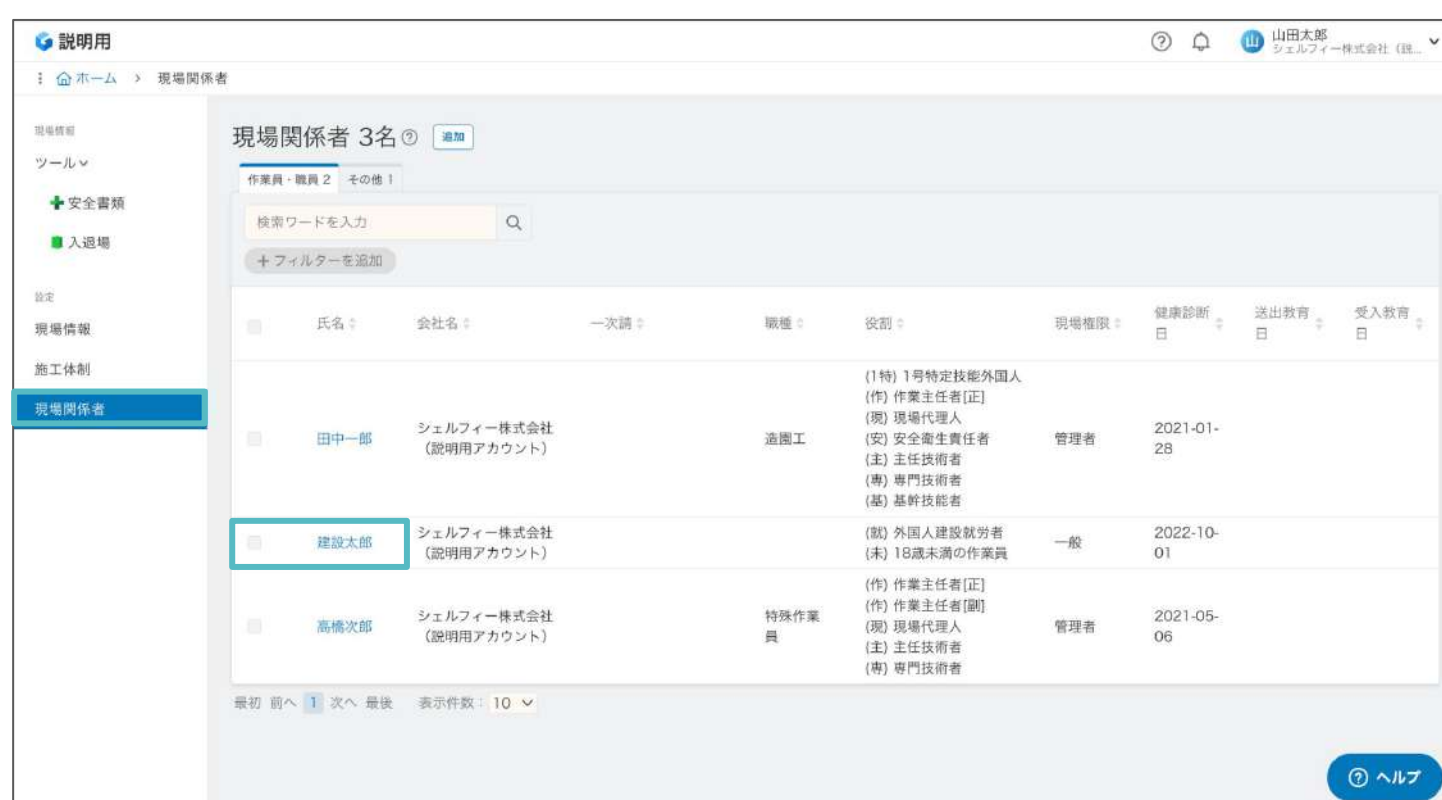 説明用
山田太郎
シェルフィー株式会社（説…
ホーム > 現場関係者
現場情報
ツール
安全書類
入退場
設定
現場情報
施工体制
現場関係者
現場関係者 3名 追加
作業員・職員 2 その他 1
検索ワードを入力
＋フィルターを追加
氏名 会社名 一次請 職種 役割 現場権限 健康診断日 送出教育日 受入教育日
田中一郎
シェルフィー株式会社
（説明用アカウント）
造園工
(1特) 1号特定技能外国人
(作) 作業主任者[正]
(現) 現場代理人
(安) 安全衛生責任者
(主) 主任技術者
(専) 専門技術者
(基) 基幹技能者
管理者
2021-01-
28
建設太郎
シェルフィー株式会社
（説明用アカウント）
(就) 外国人建設就労者
(未) 18歳未満の作業員
一般
2022-10-
01
高橋次郎
シェルフィー株式会社
（説明用アカウント）
特殊作業
員
(作) 作業主任者[正]
(作) 作業主任者[副]
(現) 現場代理人
(主) 主任技術者
(専) 専門技術者
管理者
2021-05-
06
最初 前へ 1 次へ 最後 表示件数： 10
ヘルプ